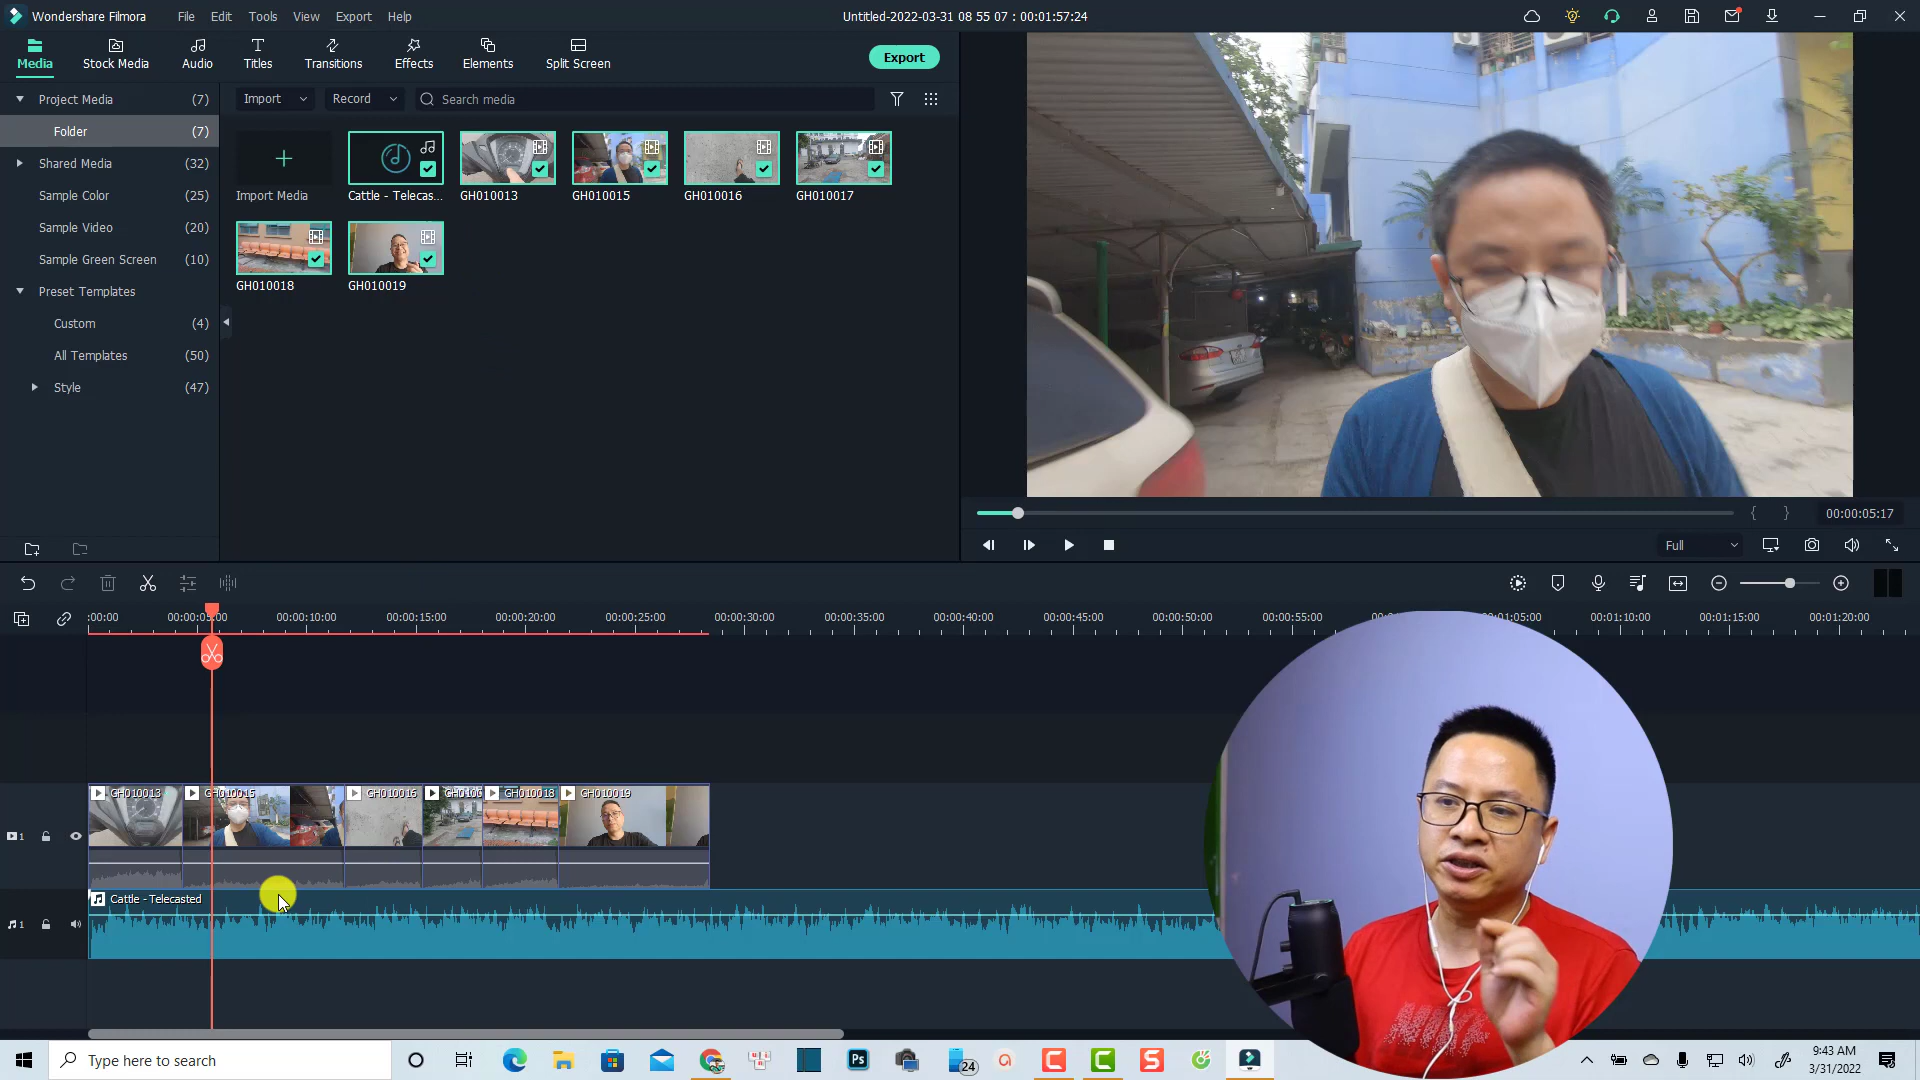 Wondershare Filmora
File
Edit
Tools
View
Export
Help
Untitled-2022-03-31 08 55 07 : 00:01:57:24
Media
Stock Media
Audio
Titles
Transitions
Effects
Elements
Split Screen
Export
Project Media (7)
Folder (7)
Shared Media (32)
Sample Color (25)
Sample Video (20)
Sample Green Screen (10)
Preset Templates
Custom (4)
All Templates (50)
Style (47)
Import
Record
Search media
Import Media
Cattle - Telecas...
GH010013
GH010015
GH010016
GH010017
GH010018
GH010019
{ }
00:00:05:17
Full
:00:00
00:00:10:00
00:00:15:00
00:00:20:00
00:00:25:00
00:00:30:00
00:00:35:00
00:00:40:00
00:00:45:00
00:00:50:00
00:00:55:00
00:01:10:00
00:01:15:00
00:01:20:00
GH010013
GH010015
GH010016
GH010018
GH010019
1
Cattle - Telecasted
1
Type here to search
Ps
24
9:43 AM
3/31/2022